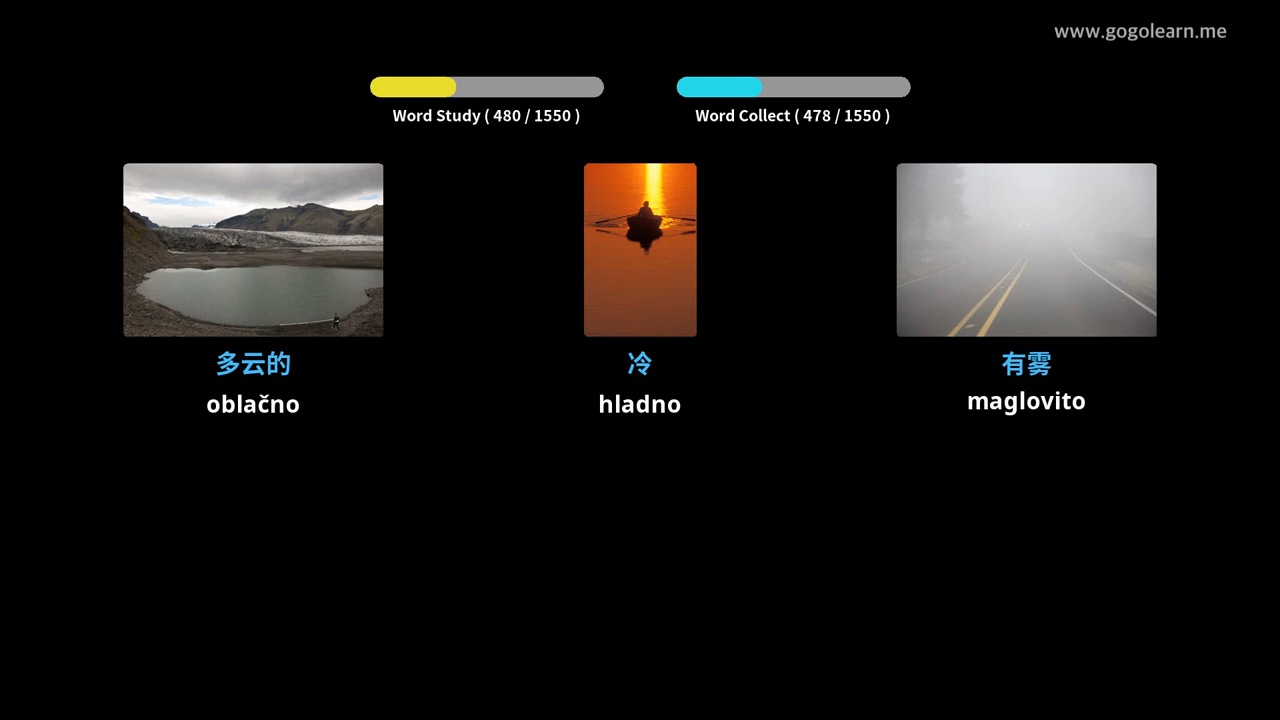 www.gogolearn.me
Word Study ( 480 / 1550 )
Word Collect ( 478 / 1550 )
多云的
冷
有雾
oblačno
hladno
maglovito